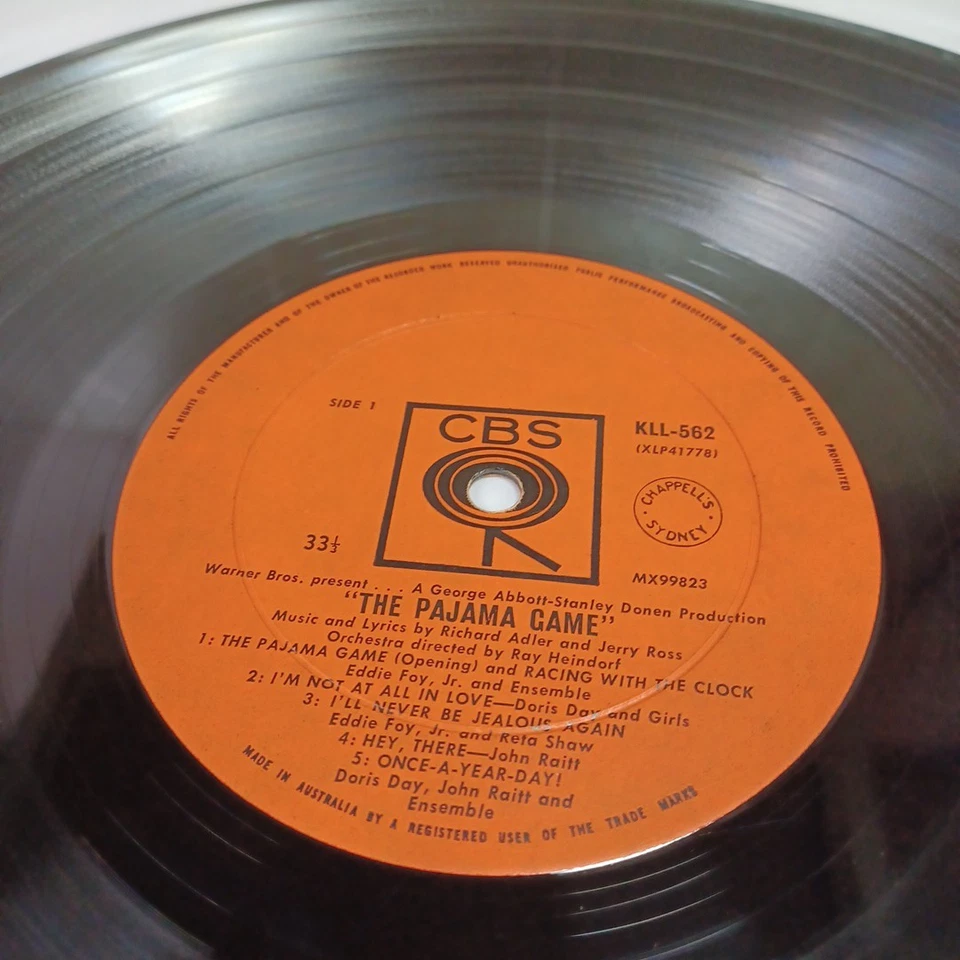 ALL RIGHTS OF THE MANUFACTURER AND OF THE OWNER OF THE RECORDED WORK RESERVED UNAUTHORISED PUBLIC PERFORMANCE BROADCASTING AND COPYING OF THIS RECORD PROHIBITED
SIDE 1
CBS
KLL-562
(XLP41778)
CHAPPELL'S
SYDNEY
33⅓
MX99823
Warner Bros. present . . . A George Abbott-Stanley Donen Production
"THE PAJAMA GAME"
Music and Lyrics by Richard Adler and Jerry Ross
Orchestra directed by Ray Heindorf
1: THE PAJAMA GAME (Opening) and RACING WITH THE CLOCK
Eddie Foy, Jr. and Ensemble
2: I'M NOT AT ALL IN LOVE—Doris Day and Girls
3: I'LL NEVER BE JEALOUS AGAIN
Eddie Foy, Jr. and Reta Shaw
4: HEY, THERE—John Raitt
5: ONCE-A-YEAR-DAY!
Doris Day, John Raitt and
Ensemble
MADE IN AUSTRALIA BY A REGISTERED USER OF THE TRADE MARKS